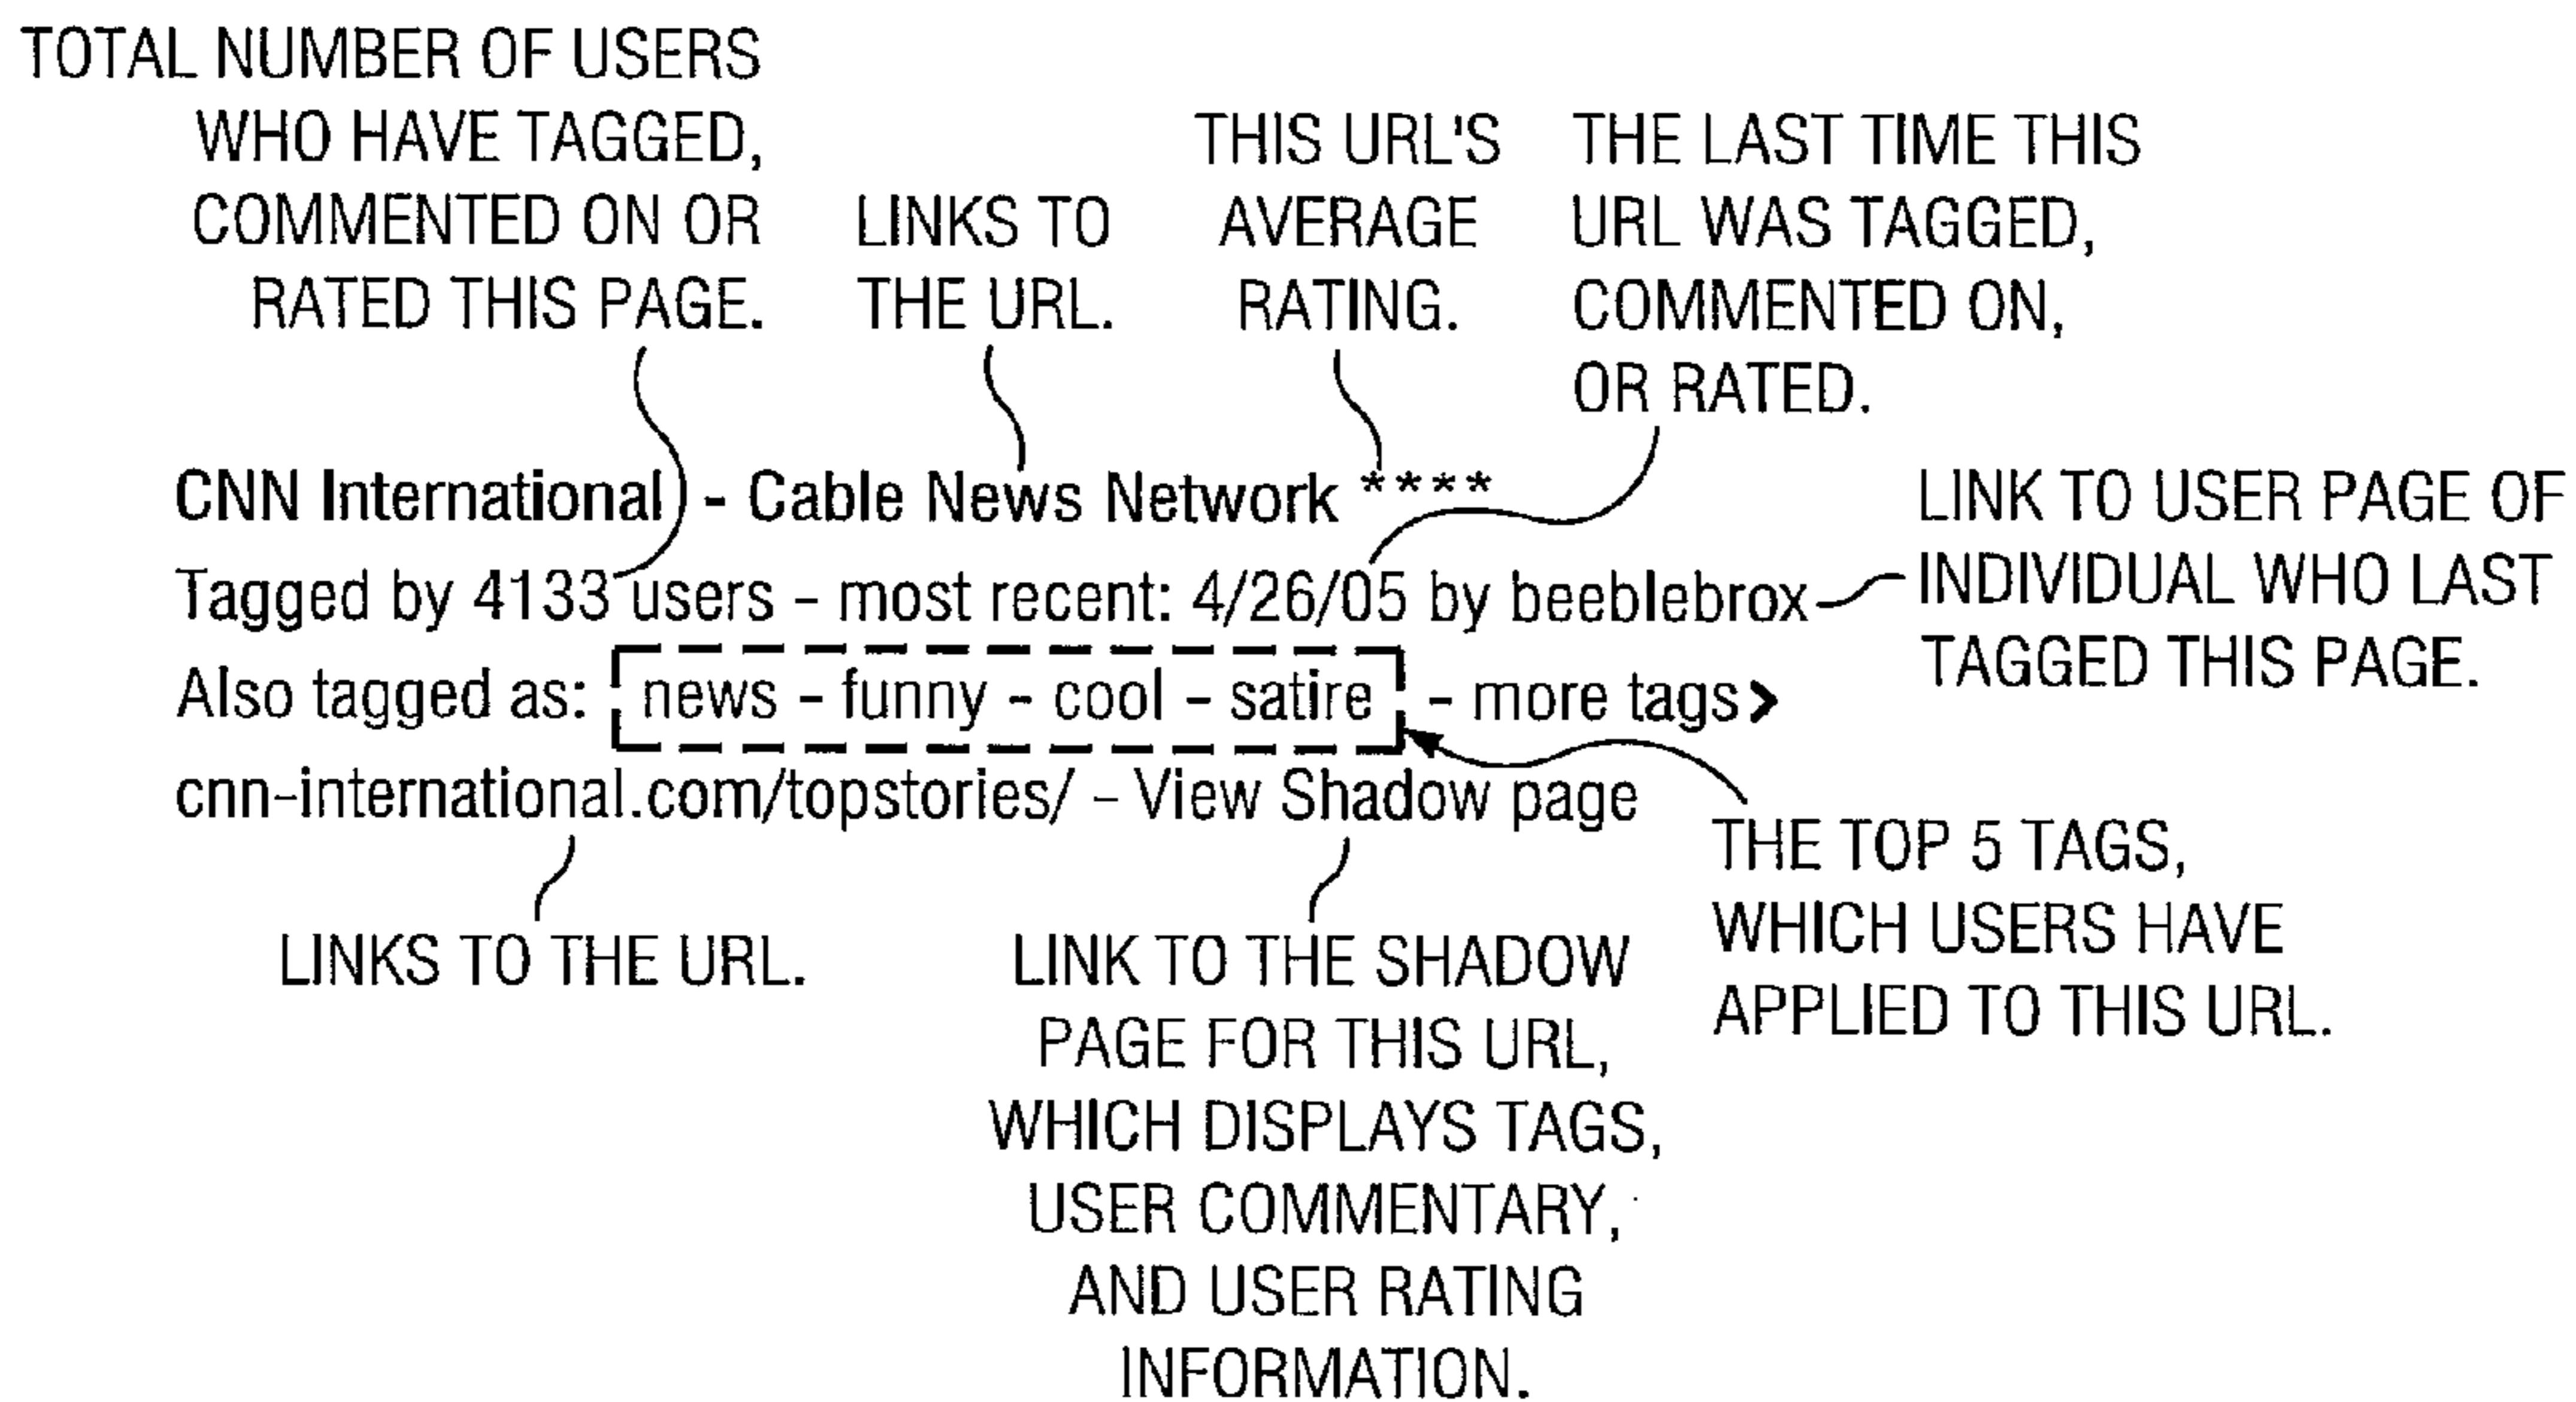 TOTAL NUMBER OF USERS
WHO HAVE TAGGED,
COMMENTED ON OR
RATED THIS PAGE.
LINKS TO
THE URL.
THIS URL'S
AVERAGE
RATING.
THE LAST TIME THIS
URL WAS TAGGED,
COMMENTED ON,
OR RATED.
CNN International - Cable News Network ****
Tagged by 4133 users - most recent: 4/26/05 by beeblebrox
Also tagged as: news - funny - cool - satire - more tags>
cnn-international.com/topstories/ - View Shadow page
LINK TO USER PAGE OF
INDIVIDUAL WHO LAST
TAGGED THIS PAGE.
LINKS TO THE URL.
LINK TO THE SHADOW
PAGE FOR THIS URL,
WHICH DISPLAYS TAGS,
USER COMMENTARY,
AND USER RATING
INFORMATION.
THE TOP 5 TAGS,
WHICH USERS HAVE
APPLIED TO THIS URL.